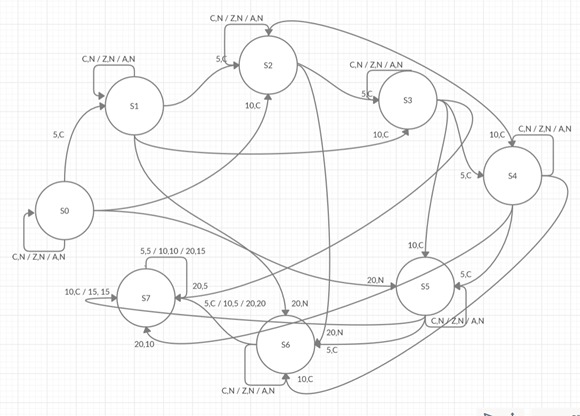 C,N / Z,N / A,N
C,N / Z,N / A,N
S2
5,C
C,N / Z,N / A,N
S1
5,C
S3
10,C
5,C
10,C
10,C
C,N / Z,N / A,N
S4
5,C
S0
C,N / Z,N / A,N
10,C
5,5 / 10,10 / 20,15
20,5
20,N
5,C
S5
10,C / 15, 15
S7
5,C / 10,5 / 20,20
20,N
C,N / Z,N / A,N
20,10
S6
20,N
5,C
10,C
C,N / Z,N / A,N